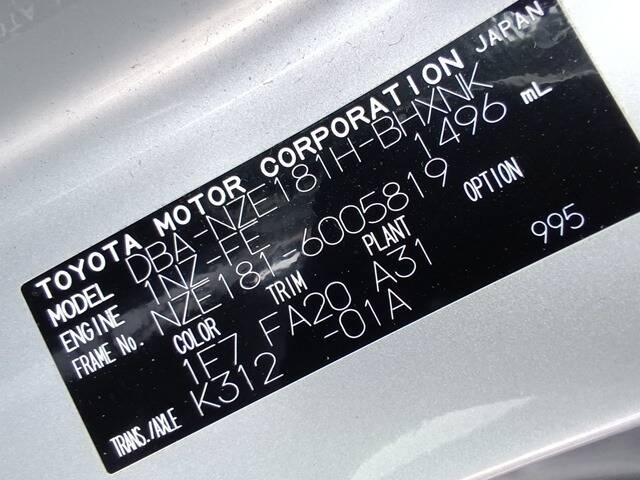 TOYOTA MOTOR CORPORATION JAPAN
MODEL DBA-NZE181H-BHXNK
ENGINE 1NZ-FE 1496 mL
FRAME No. NZE181-6005819
COLOR TRIM PLANT OPTION
1F7 FA20 A31 995
TRANS./AXLE K312 -01A